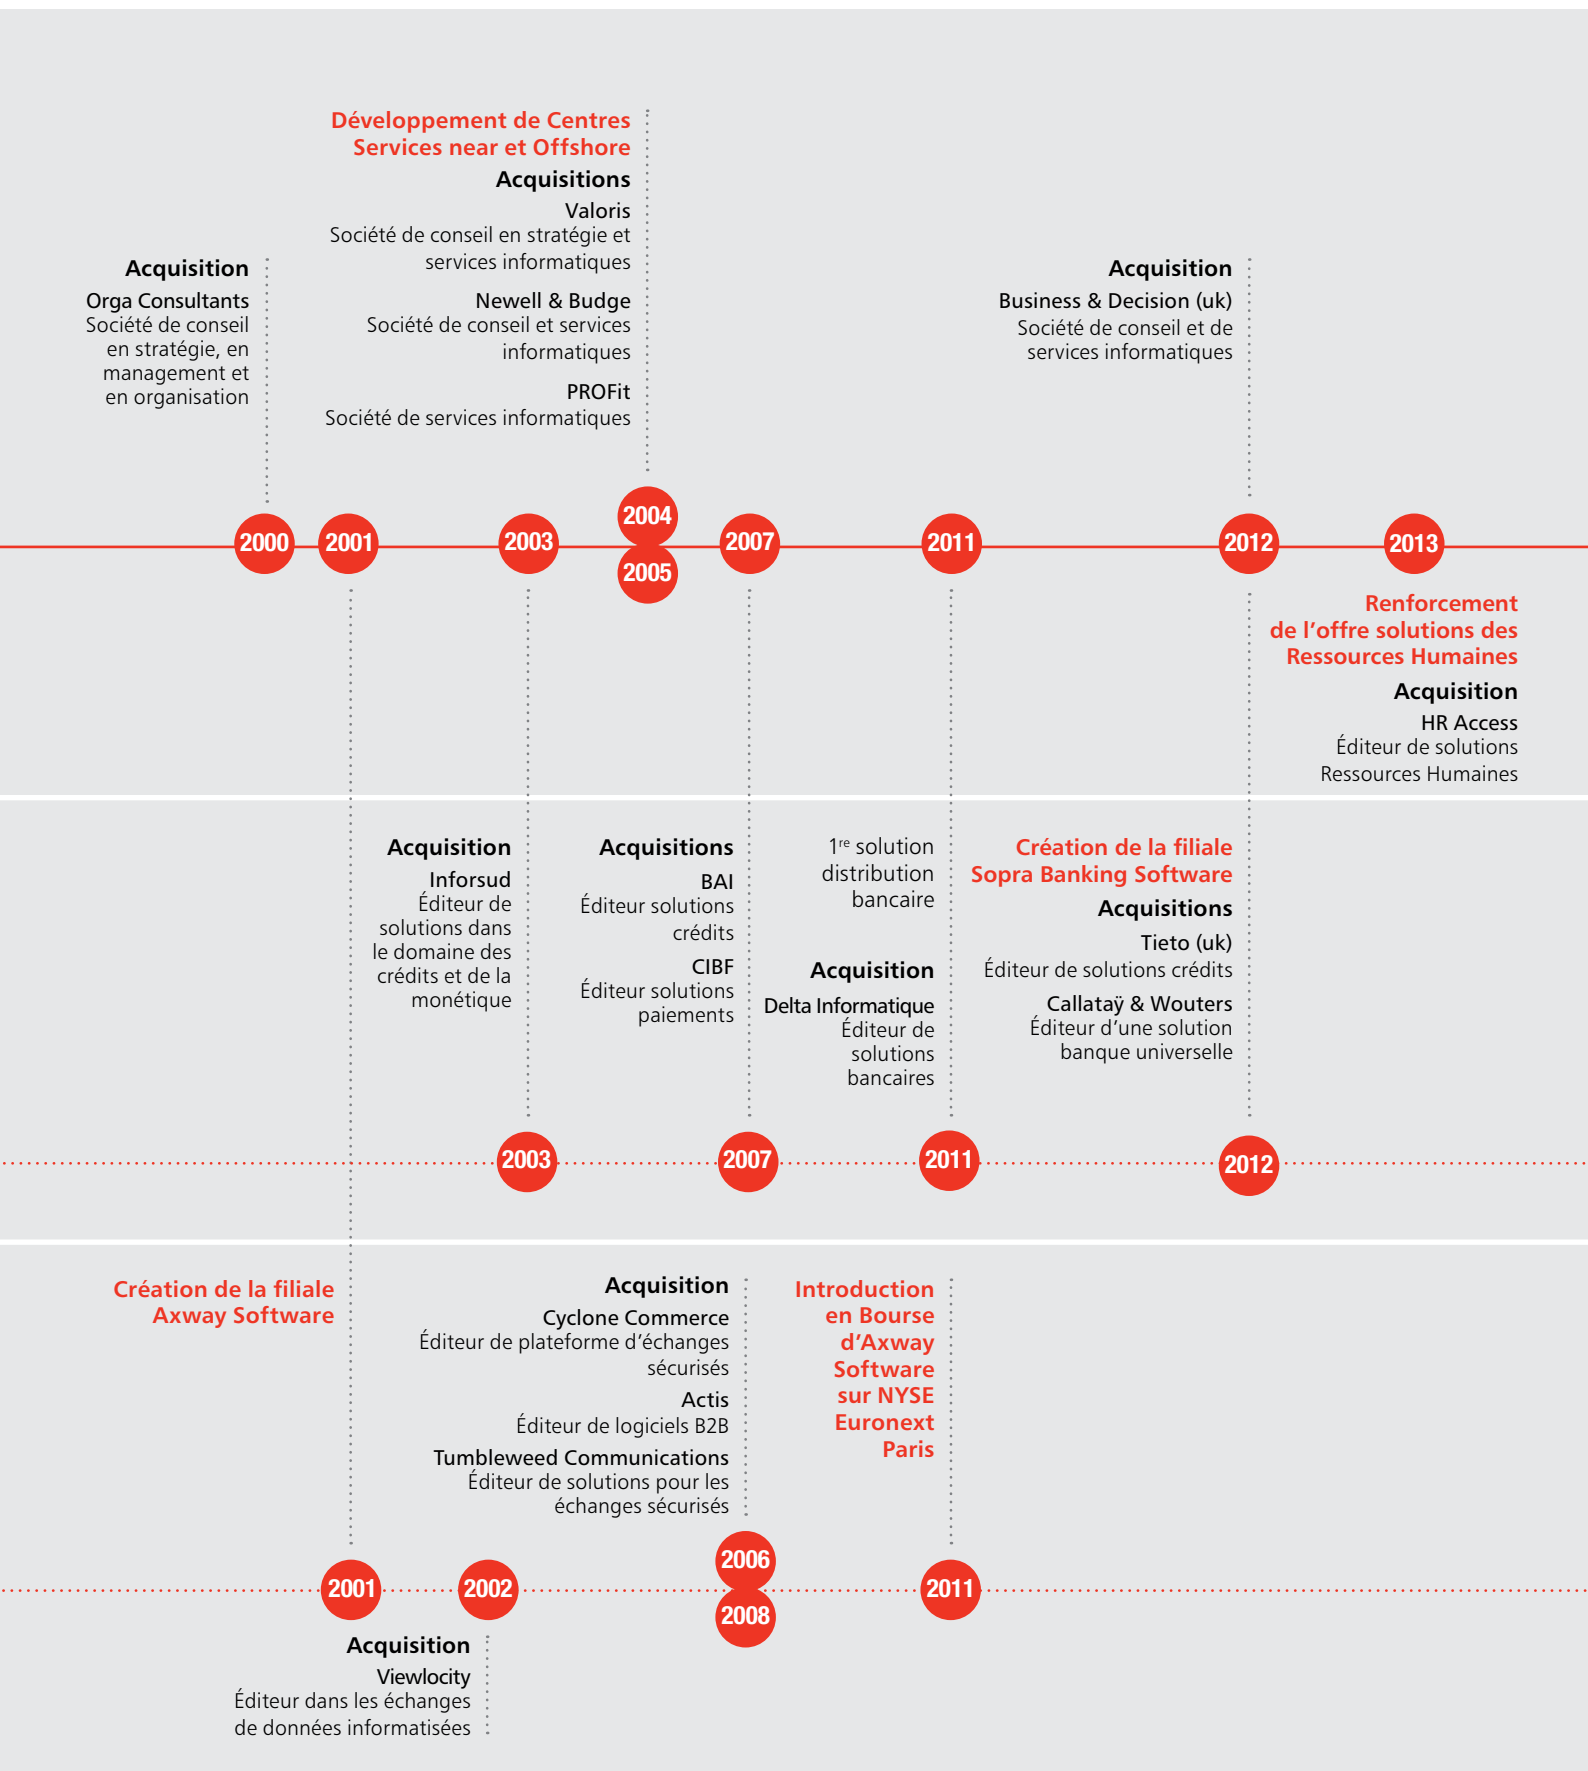 Développement de Centres
Services near et Offshore
Acquisitions
Valoris
Société de conseil en stratégie et
services informatiques
Newell & Budge
Société de conseil et services
informatiques
PROFit
Société de services informatiques
Acquisition
Orga Consultants
Société de conseil
en stratégie, en
management et
en organisation
Acquisition
Business & Decision (uk)
Société de conseil et de
services informatiques
2000
2001
2003
2004
2005
2007
2011
2012
2013
Renforcement
de l’offre solutions des
Ressources Humaines
Acquisition
HR Access
Éditeur de solutions
Ressources Humaines
Acquisition
Inforsud
Éditeur de
solutions dans
le domaine des
crédits et de la
monétique
Acquisitions
BAI
Éditeur solutions
crédits
CIBF
Éditeur solutions
paiements
1re solution
distribution
bancaire
Acquisition
Delta Informatique
Éditeur de
solutions
bancaires
Création de la filiale
Sopra Banking Software
Acquisitions
Tieto (uk)
Éditeur de solutions crédits
Callataÿ & Wouters
Éditeur d’une solution
banque universelle
2003
2007
2011
2012
Création de la filiale
Axway Software
Acquisition
Cyclone Commerce
Éditeur de plateforme d’échanges
sécurisés
Actis
Éditeur de logiciels B2B
Tumbleweed Communications
Éditeur de solutions pour les
échanges sécurisés
Introduction
en Bourse
d’Axway
Software
sur NYSE
Euronext
Paris
2001
2002
2006
2008
2011
Acquisition
Viewlocity
Éditeur dans les échanges
de données informatisées